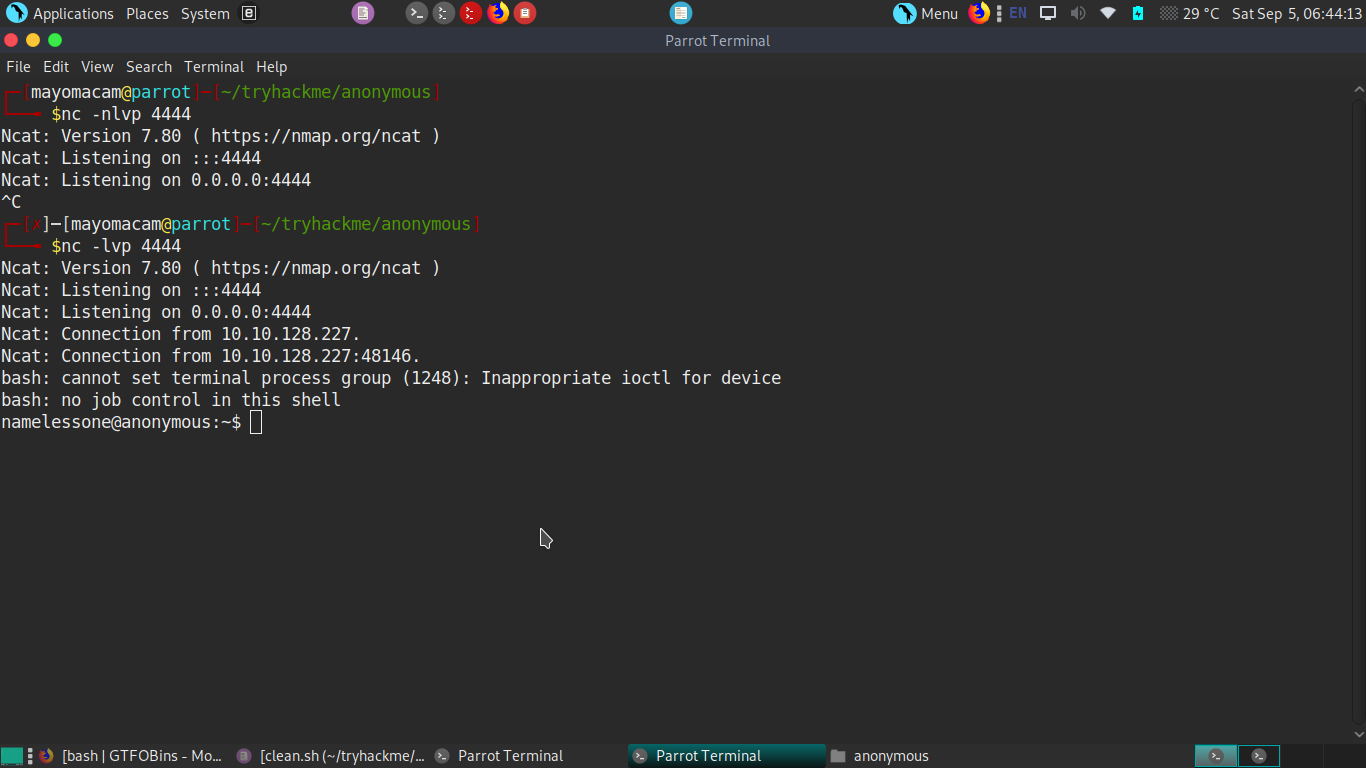 Applications Places System
Menu EN 29 °C Sat Sep 5, 06:44:13
Parrot Terminal
File Edit View Search Terminal Help
┌─[mayomacam@parrot]─[~/tryhackme/anonymous]
└──╼ $nc -nlvp 4444
Ncat: Version 7.80 ( https://nmap.org/ncat )
Ncat: Listening on :::4444
Ncat: Listening on 0.0.0.0:4444
^C
┌─[✗]─[mayomacam@parrot]─[~/tryhackme/anonymous]
└──╼ $nc -lvp 4444
Ncat: Version 7.80 ( https://nmap.org/ncat )
Ncat: Listening on :::4444
Ncat: Listening on 0.0.0.0:4444
Ncat: Connection from 10.10.128.227.
Ncat: Connection from 10.10.128.227:48146.
bash: cannot set terminal process group (1248): Inappropriate ioctl for device
bash: no job control in this shell
namelessone@anonymous:~$
[bash | GTFOBins - Mo... [clean.sh (~/tryhackme/... Parrot Terminal Parrot Terminal anonymous